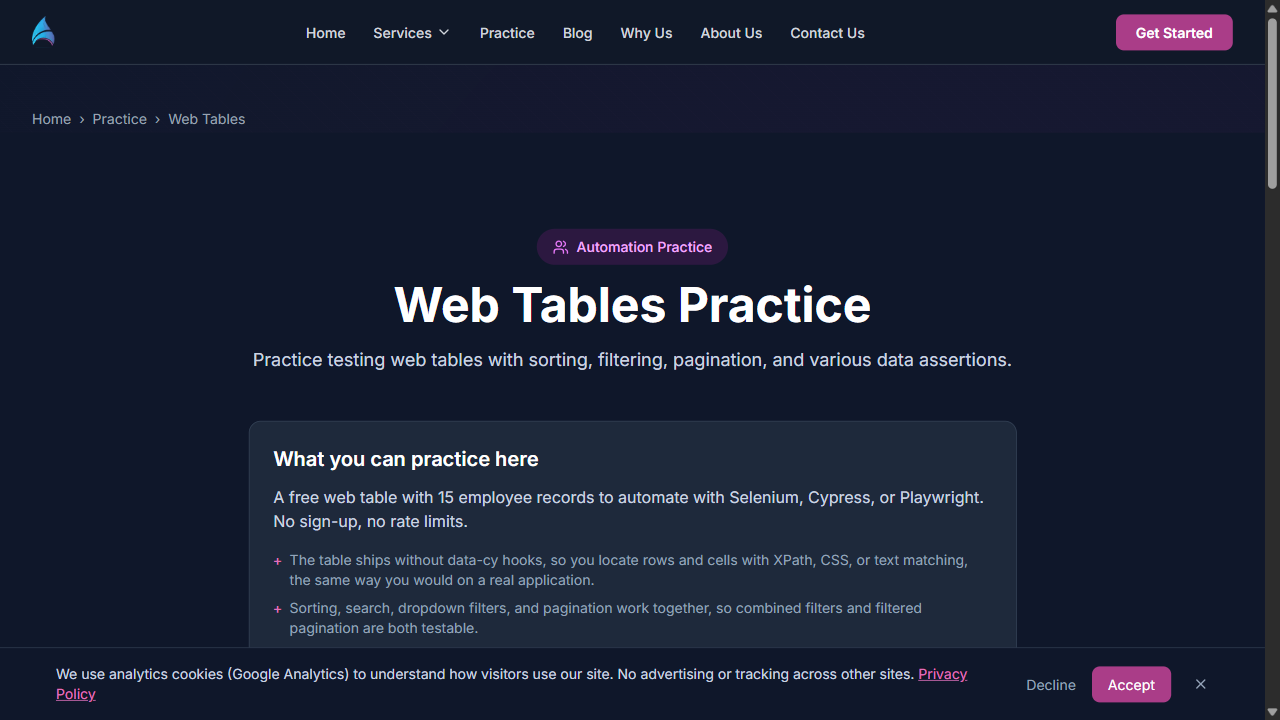 Home Services Practice Blog Why Us About Us Contact Us Get Started
Home › Practice › Web Tables
Automation Practice
Web Tables Practice
Practice testing web tables with sorting, filtering, pagination, and various data assertions.
What you can practice here
A free web table with 15 employee records to automate with Selenium, Cypress, or Playwright.
No sign-up, no rate limits.
+ The table ships without data-cy hooks, so you locate rows and cells with XPath, CSS, or text matching,
the same way you would on a real application.
+ Sorting, search, dropdown filters, and pagination work together, so combined filters and filtered
pagination are both testable.
We use analytics cookies (Google Analytics) to understand how visitors use our site. No advertising or tracking across other sites. Privacy
Policy
Decline Accept ×